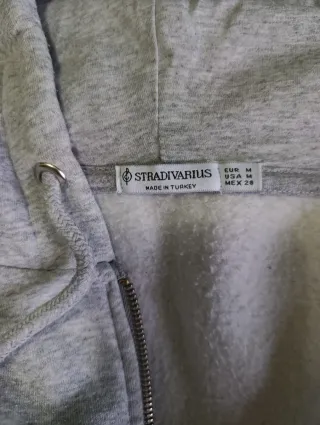 STRADIVARIUS
MADE IN TURKEY
EUR M
USA M
MEX 28